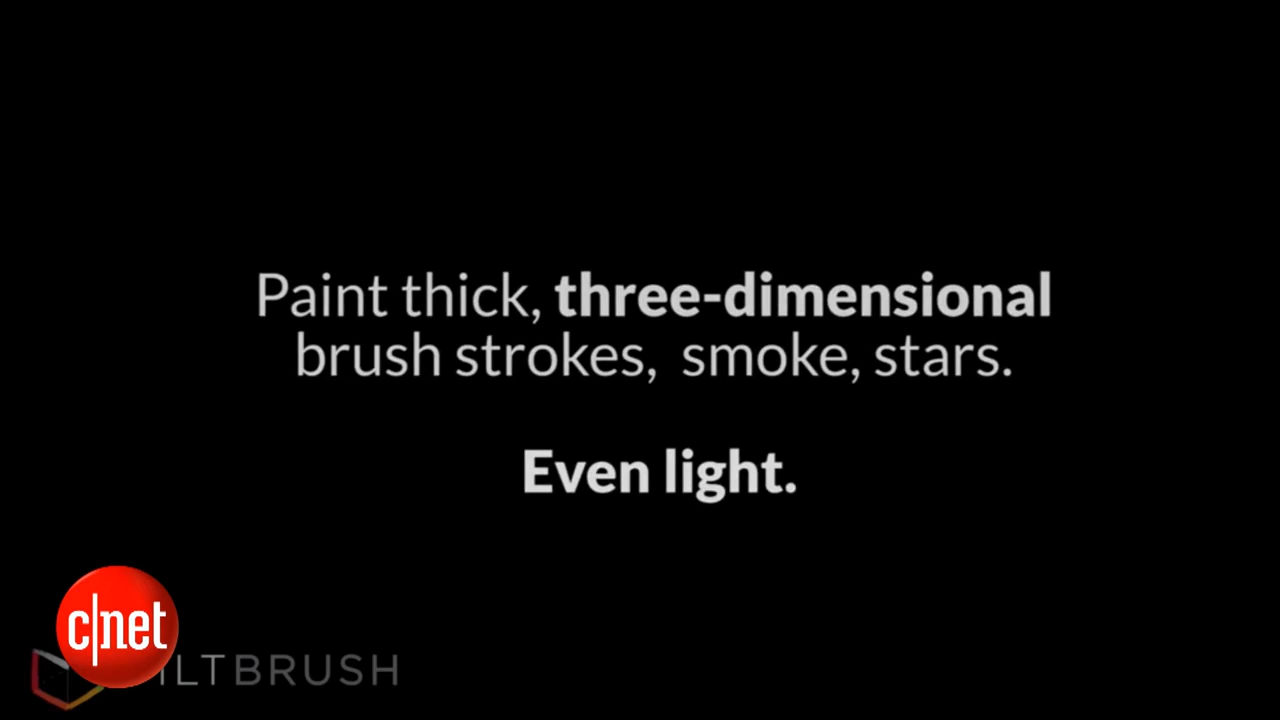 Paint thick, three-dimensional
brush strokes,  smoke, stars.
Even light.
c|net
ILTBRUSH